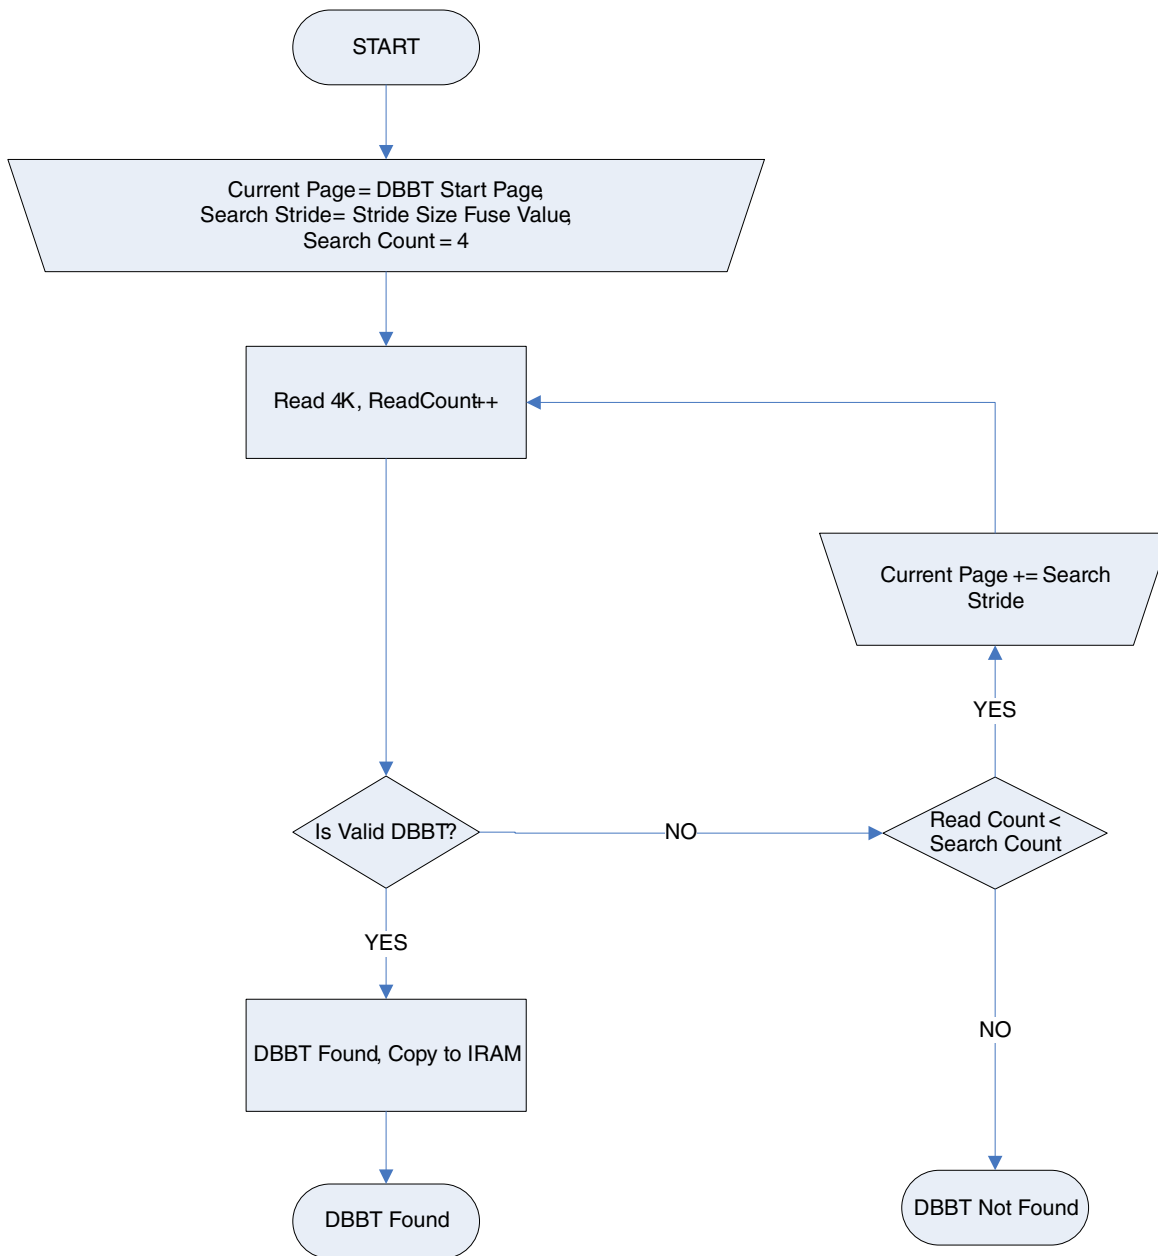 START
Current Page = DBBT Start Page,
Search Stride = Stride Size Fuse Value,
Search Count = 4
Read 4K, ReadCount++
Current Page += Search
Stride
YES
Is Valid DBBT?
NO
Read Count <
Search Count
YES
DBBT Found, Copy to IRAM
NO
DBBT Found
DBBT Not Found